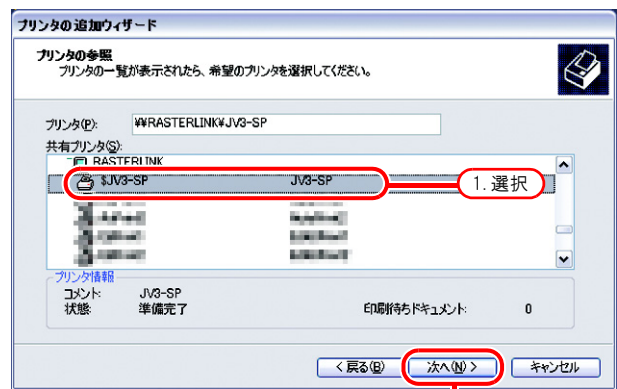 プリンタの追加ウィザード
プリンタの参照
プリンタの一覧が表示されたら、希望のプリンタを選択してください。
プリンタ(P): ¥¥RASTERLINK¥JV3-SP
共有プリンタ(S):
RASTERLINK
$JV3-SP JV3-SP
1. 選択
プリンタ情報
コメント: JV3-SP
状態: 準備完了 印刷待ちドキュメント: 0
< 戻る(B) 次へ(N) > キャンセル